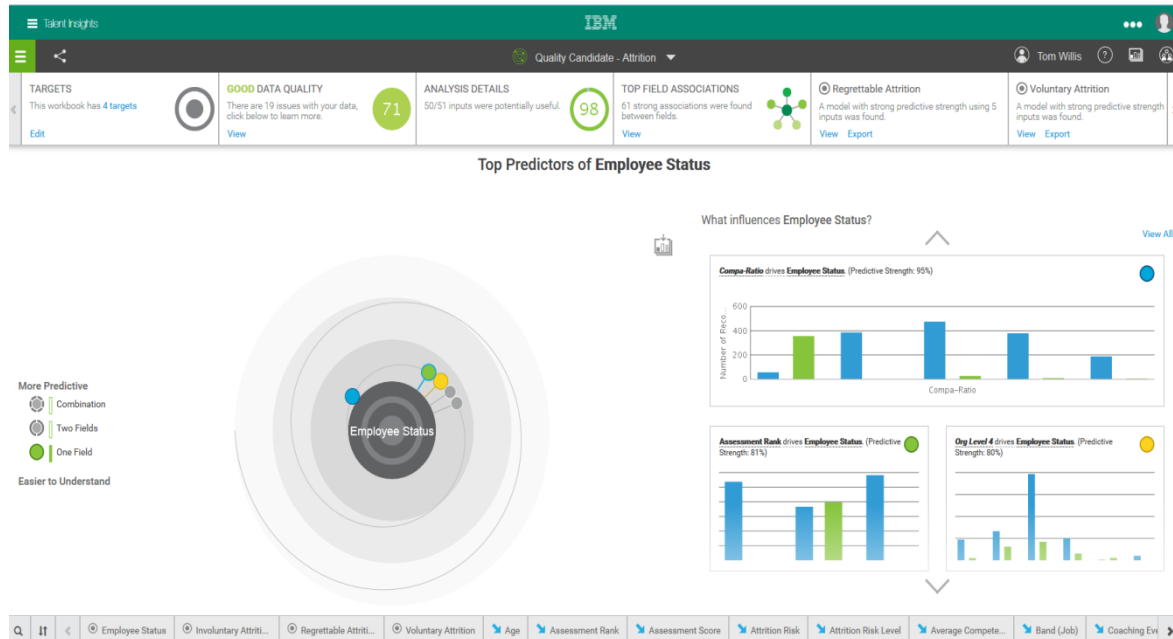 Talent Insights
IBM
Quality Candidate - Attrition
Tom Willis
?
TARGETS
This workbook has 4 targets
Edit
GOOD DATA QUALITY
There are 19 issues with your data,
click below to learn more.
View
71
ANALYSIS DETAILS
50/51 inputs were potentially useful.
98
TOP FIELD ASSOCIATIONS
61 strong associations were found
between fields.
View
Regrettable Attrition
A model with strong predictive strength using 5
inputs was found.
View Export
Voluntary Attrition
A model with strong predictive strength
inputs was found.
View Export
Top Predictors of Employee Status
More Predictive
Combination
Two Fields
One Field
Easier to Understand
Employee Status
What influences Employee Status?
View All
Compa-Ratio drives Employee Status. (Predictive Strength: 95%)
Number of Reco...
600
400
200
0
Compa-Ratio
Assessment Rank drives Employee Status. (Predictive
Strength: 81%)
Org Level 4 drives Employee Status. (Predictive
Strength: 80%)
Employee Status
Involuntary Attriti...
Regrettable Attriti...
Voluntary Attrition
Age
Assessment Rank
Assessment Score
Attrition Risk
Attrition Risk Level
Average Compete...
Band (Job)
Coaching Eve